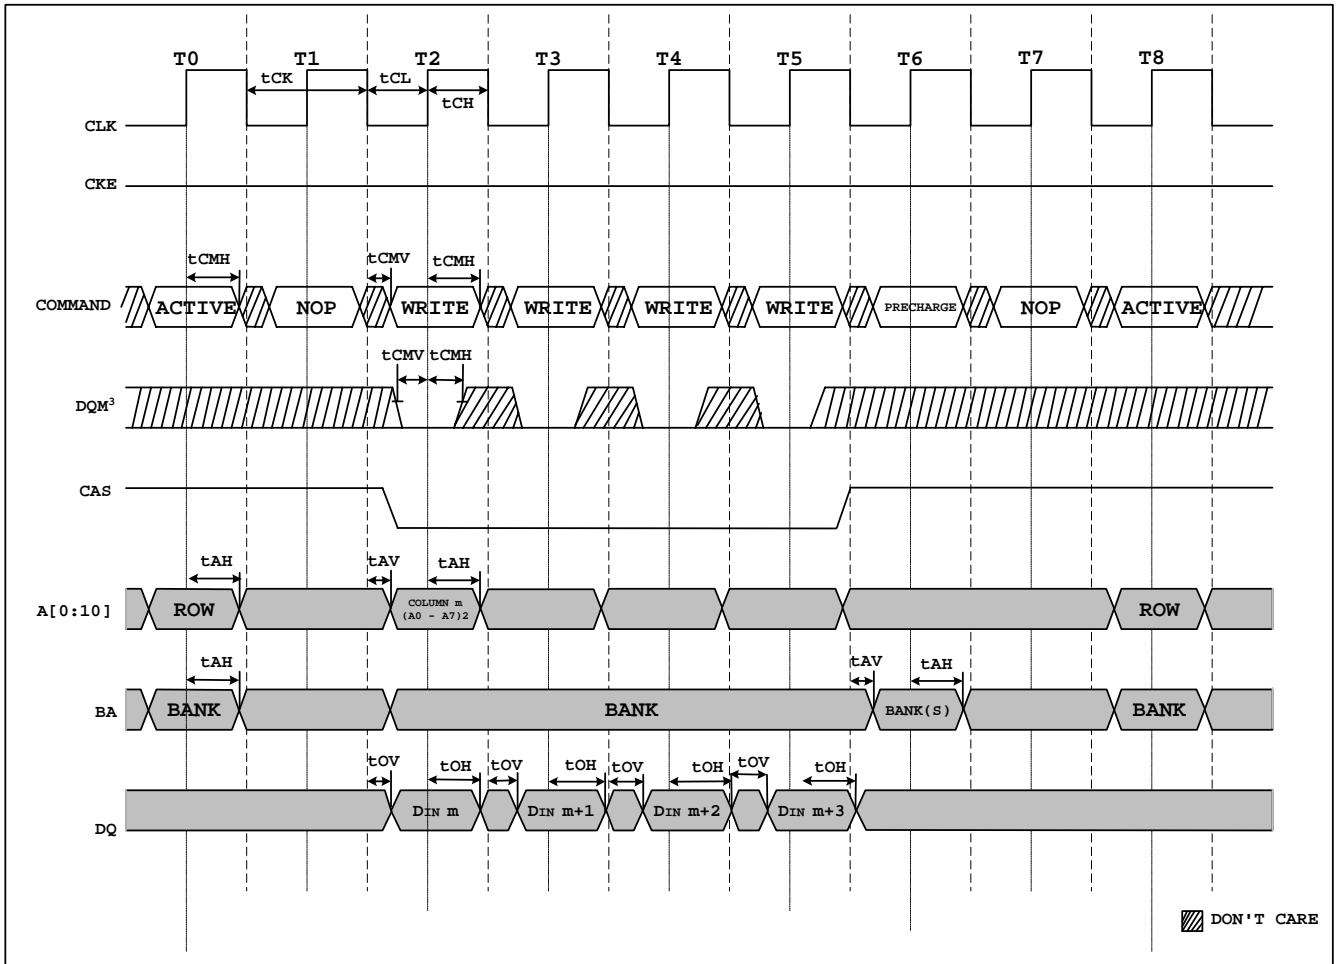 T0 T1 T2 T3 T4 T5 T6 T7 T8
tCK tCL
tCH
CLK
CKE
tCMH tCMV tCMH
COMMAND ACTIVE NOP WRITE WRITE WRITE WRITE PRECHARGE NOP ACTIVE
tCMV tCMH
DQM3
CAS
tAH tAV tAH
A[0:10] ROW COLUMN m ROW
(A0 - A7)2
tAH tAV tAH
BA BANK BANK BANK(S) BANK
tOV tOH tOV tOH tOV tOH tOV tOH
DQ DIN m DIN m+1 DIN m+2 DIN m+3
DON'T CARE